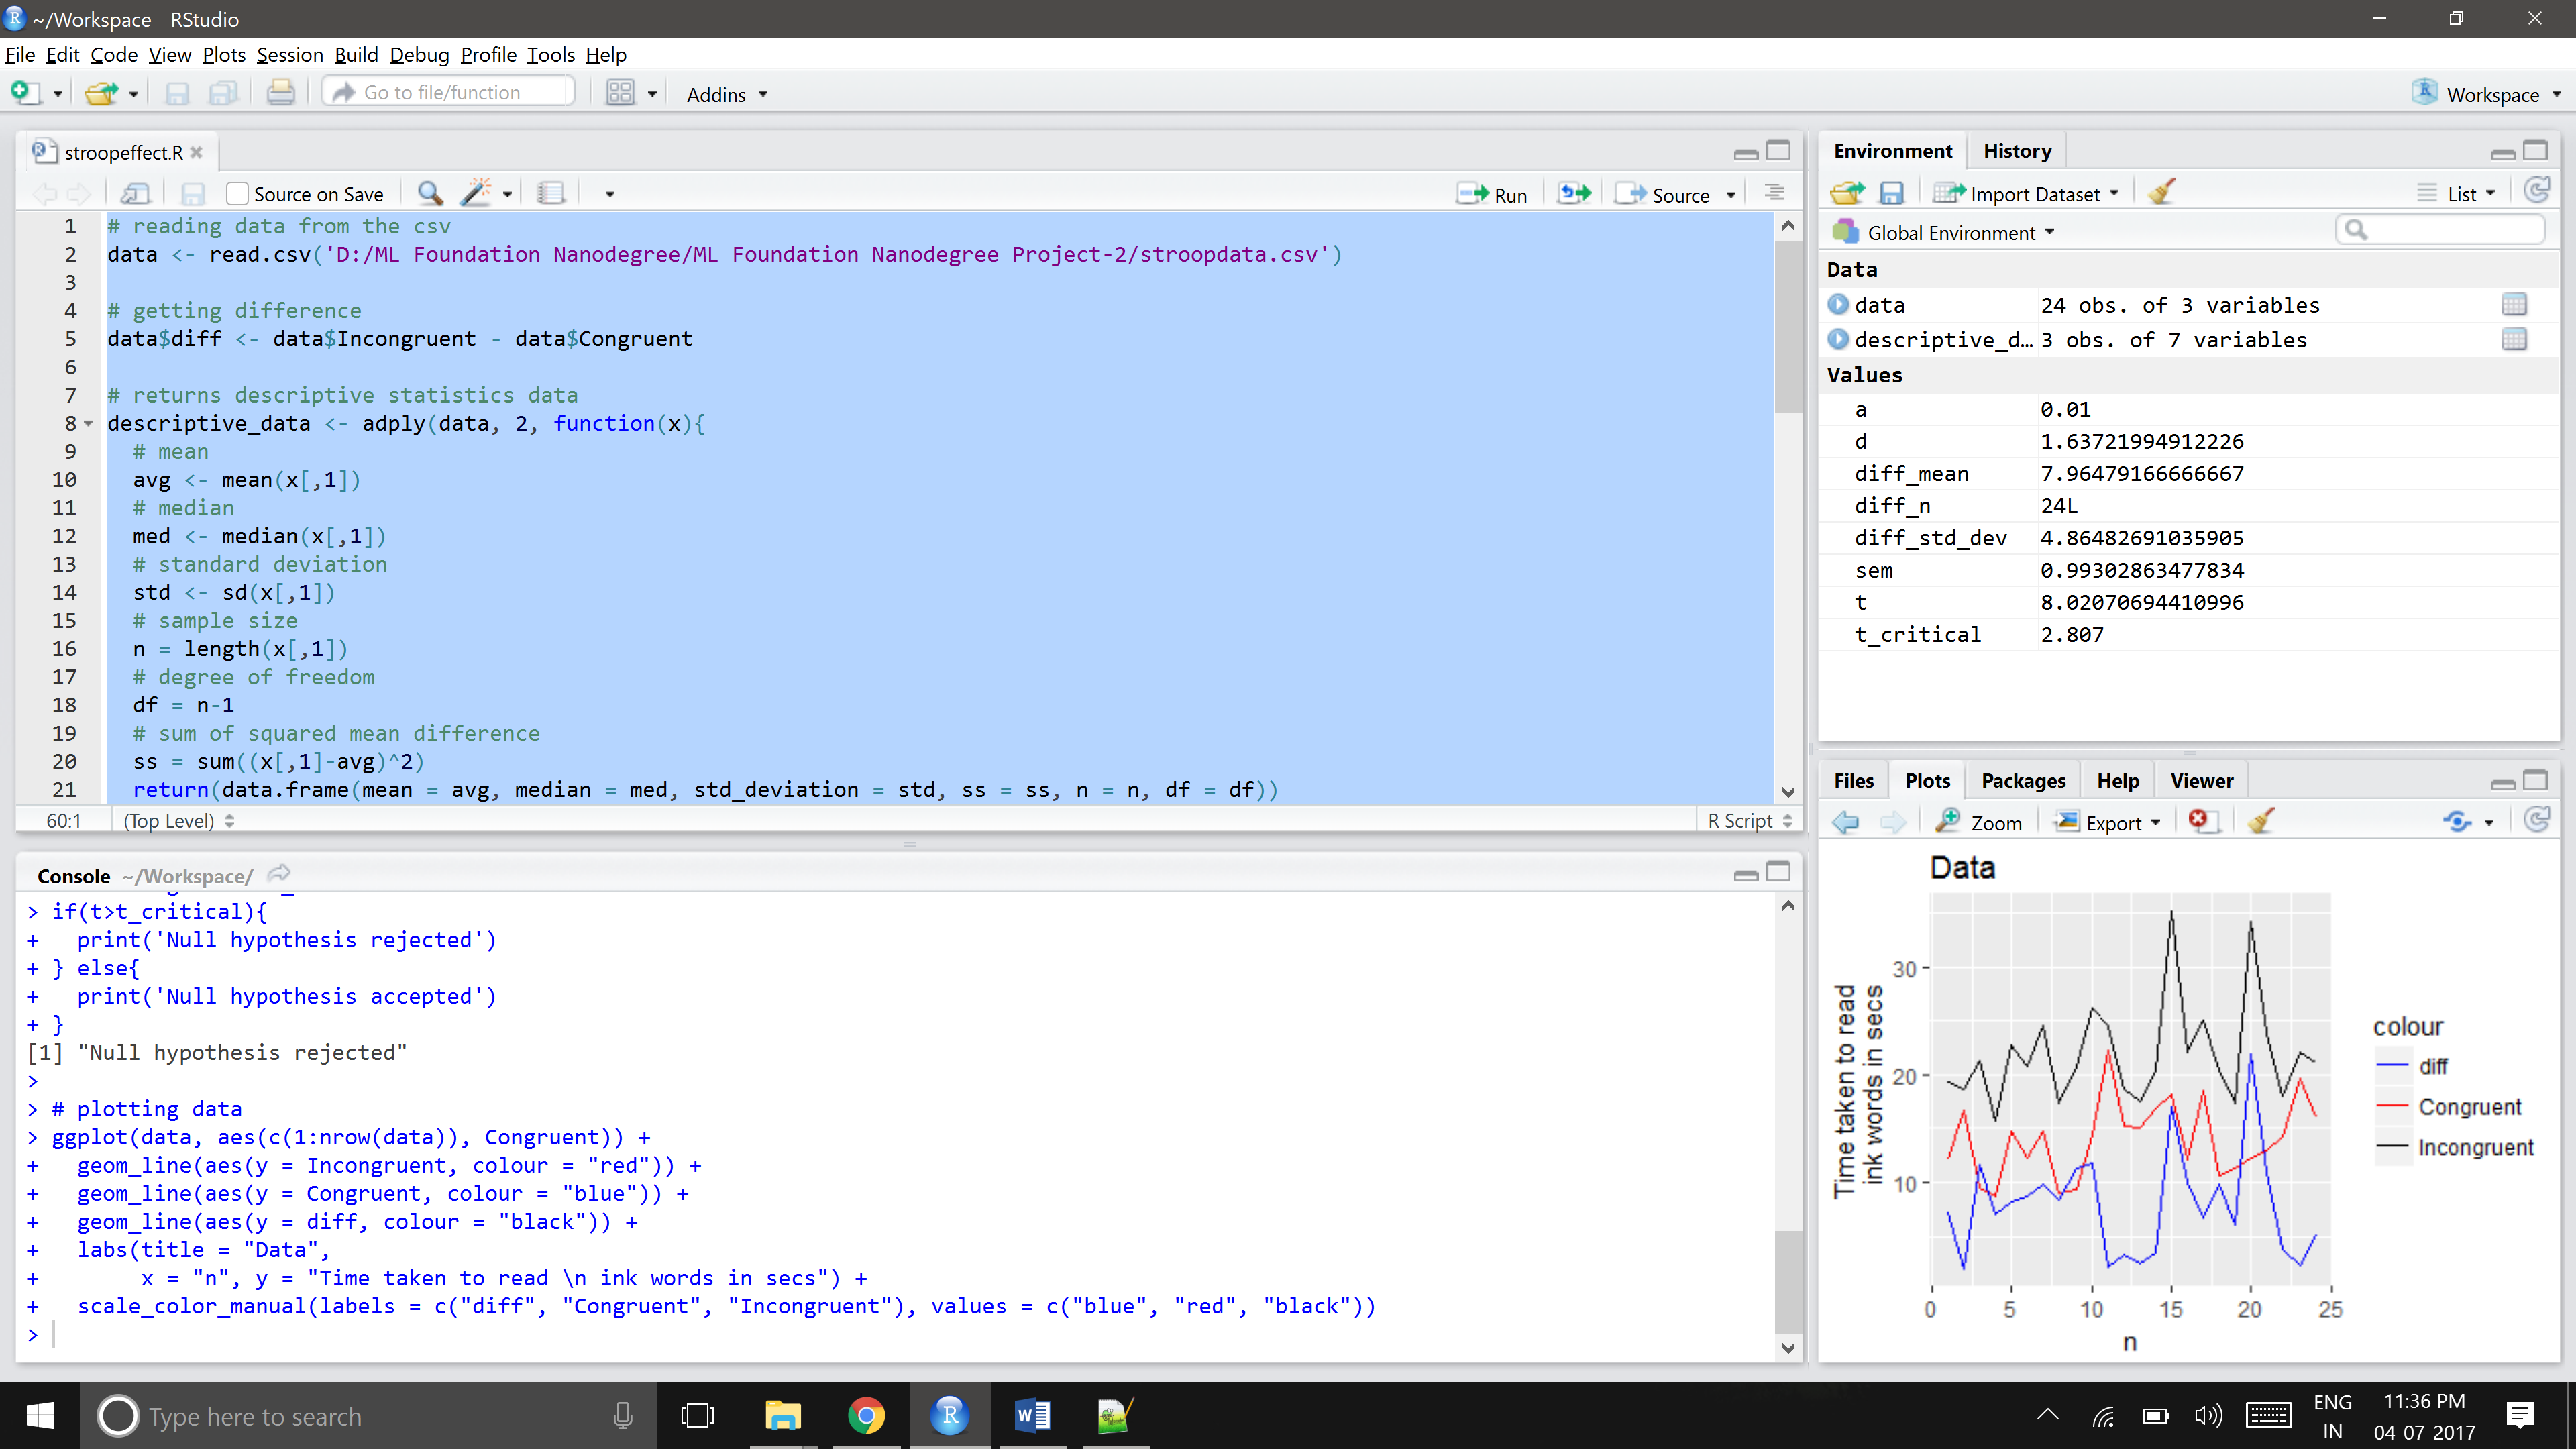 ~/Workspace - RStudio
File Edit Code View Plots Session Build Debug Profile Tools Help
Go to file/function
Addins
Workspace
stroopeffect.R
Source on Save
Run
Source
1 # reading data from the csv
2 data <- read.csv('D:/ML Foundation Nanodegree/ML Foundation Nanodegree Project-2/stroopdata.csv')
3
4 # getting difference
5 data$diff <- data$Incongruent - data$Congruent
6
7 # returns descriptive statistics data
8 descriptive_data <- adply(data, 2, function(x){
9 # mean
10 avg <- mean(x[,1])
11 # median
12 med <- median(x[,1])
13 # standard deviation
14 std <- sd(x[,1])
15 # sample size
16 n = length(x[,1])
17 # degree of freedom
18 df = n-1
19 # sum of squared mean difference
20 ss = sum((x[,1]-avg)^2)
21 return(data.frame(mean = avg, median = med, std_deviation = std, ss = ss, n = n, df = df))
60:1 (Top Level) R Script
Console ~/Workspace/
> if(t>t_critical){
+ print('Null hypothesis rejected')
+ } else{
+ print('Null hypothesis accepted')
+ }
[1] "Null hypothesis rejected"
>
> # plotting data
> ggplot(data, aes(c(1:nrow(data)), Congruent)) +
+ geom_line(aes(y = Incongruent, colour = "red")) +
+ geom_line(aes(y = Congruent, colour = "blue")) +
+ geom_line(aes(y = diff, colour = "black")) +
+ labs(title = "Data",
+ x = "n", y = "Time taken to read \n ink words in secs") +
+ scale_color_manual(labels = c("diff", "Congruent", "Incongruent"), values = c("blue", "red", "black"))
>
Environment History
Import Dataset
List
Global Environment
Data
data 24 obs. of 3 variables
descriptive_d... 3 obs. of 7 variables
Values
a 0.01
d 1.63721994912226
diff_mean 7.96479166666667
diff_n 24L
diff_std_dev 4.86482691035905
sem 0.99302863477834
t 8.02070694410996
t_critical 2.807
Files Plots Packages Help Viewer
Zoom Export
Data
Time taken to read
ink words in secs
30
20
10
0 5 10 15 20 25
n
colour
diff
Congruent
Incongruent
Type here to search
ENG
IN
11:36 PM
04-07-2017